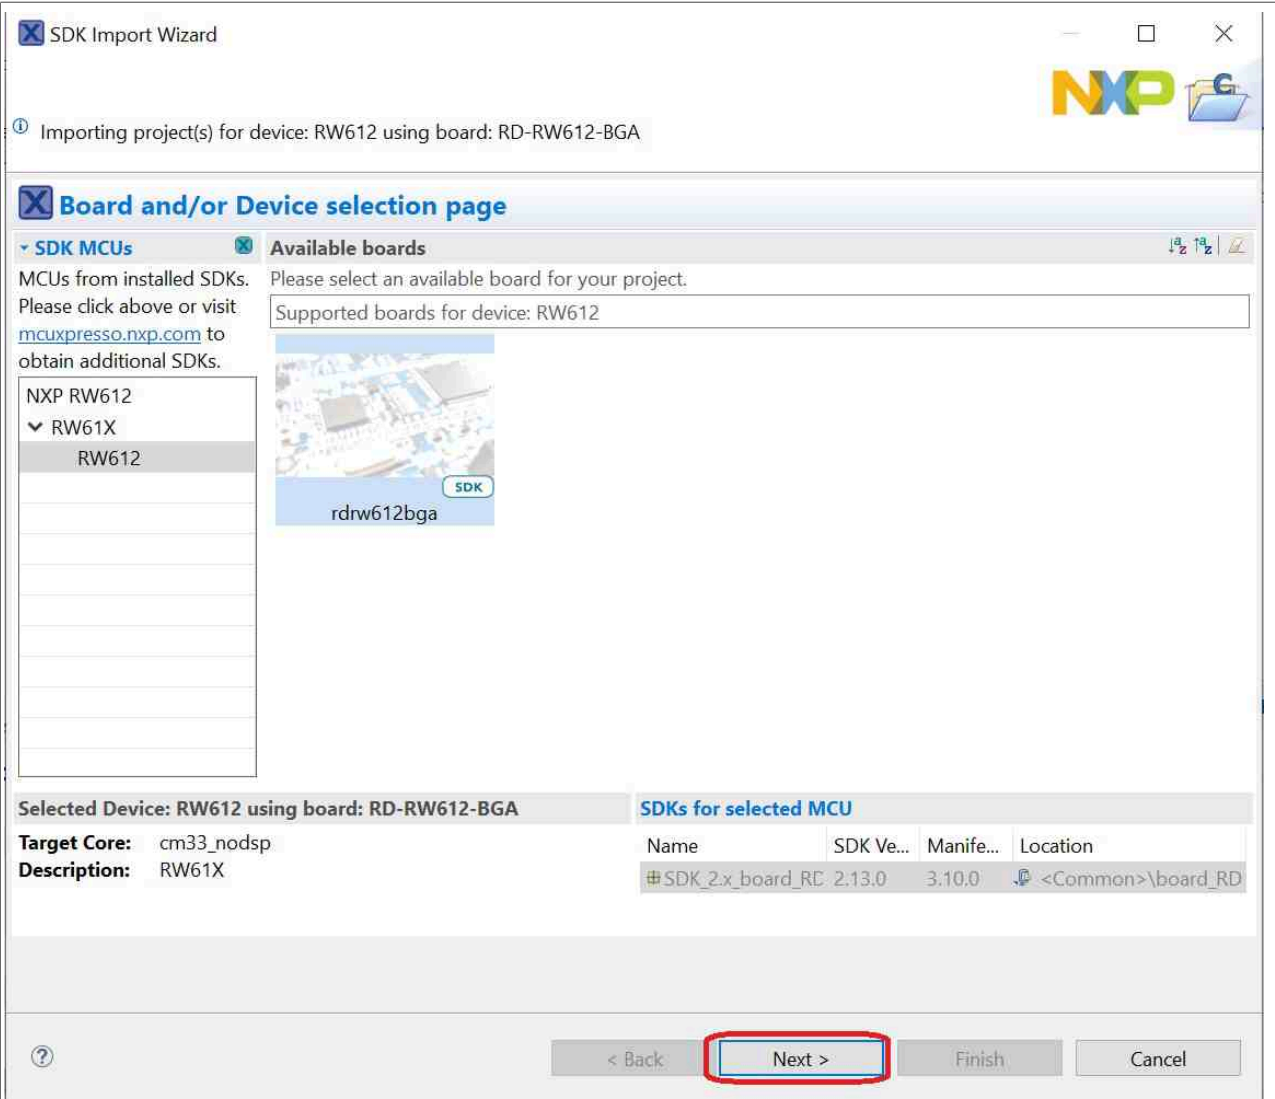 SDK Import Wizard
NXP
Importing project(s) for device: RW612 using board: RD-RW612-BGA
Board and/or Device selection page
SDK MCUs
MCUs from installed SDKs.
Please click above or visit
mcuxpresso.nxp.com to
obtain additional SDKs.
NXP RW612
RW61X
RW612
Available boards
Please select an available board for your project.
Supported boards for device: RW612
SDK
rdrw612bga
Selected Device: RW612 using board: RD-RW612-BGA
Target Core: cm33_nodsp
Description: RW61X
SDKs for selected MCU
Name SDK Ve... Manife... Location
SDK_2.x_board_RD 2.13.0 3.10.0 <Common>\board_RD
< Back Next > Finish Cancel